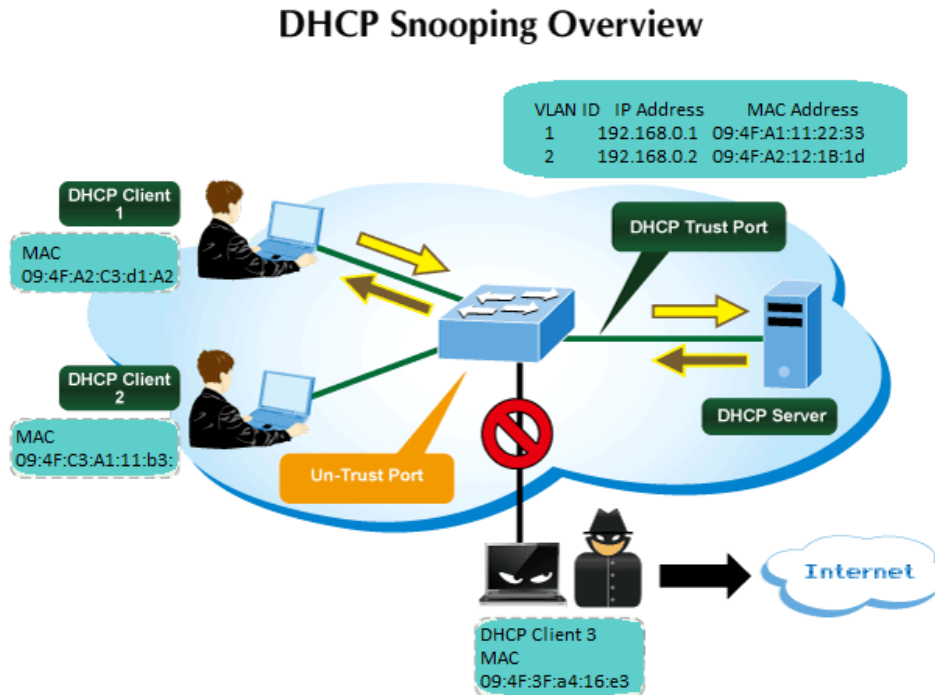 DHCP Snooping Overview
VLAN ID IP Address MAC Address
1 192.168.0.1 09:4F:A1:11:22:33
2 192.168.0.2 09:4F:A2:12:1B:1d
DHCP Client
1
MAC
09:4F:A2:C3:d1:A2
DHCP Trust Port
DHCP Client
2
MAC
09:4F:C3:A1:11:b3:
Un-Trust Port
DHCP Server
Internet
DHCP Client 3
MAC
09:4F:3F:a4:16:e3